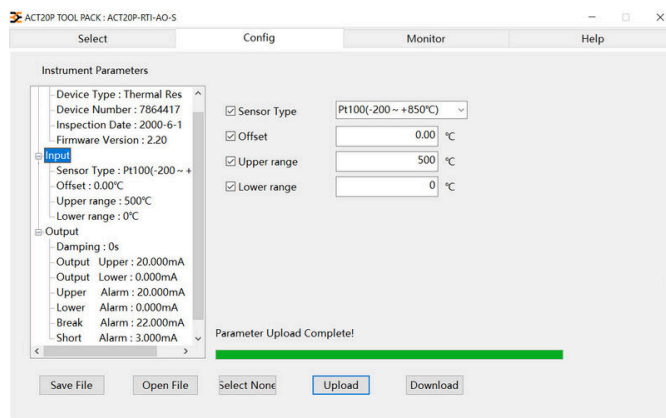 ACT20P TOOL PACK : ACT20P-RTI-AO-S
Select Config Monitor Help
Instrument Parameters
Device Type : Thermal Res
Device Number : 7864417
Inspection Date : 2000-6-1
Firmware Version : 2.20
Input
Sensor Type : Pt100(-200 ~ +
Offset : 0.00℃
Upper range : 500℃
Lower range : 0℃
Output
Damping : 0s
Output Upper : 20.000mA
Output Lower : 0.000mA
Upper Alarm : 20.000mA
Lower Alarm : 0.000mA
Break Alarm : 22.000mA
Short Alarm : 3.000mA
Sensor Type Pt100(-200 ~ +850℃)
Offset 0.00 ℃
Upper range 500 ℃
Lower range 0 ℃
Parameter Upload Complete!
Save File Open File Select None Upload Download